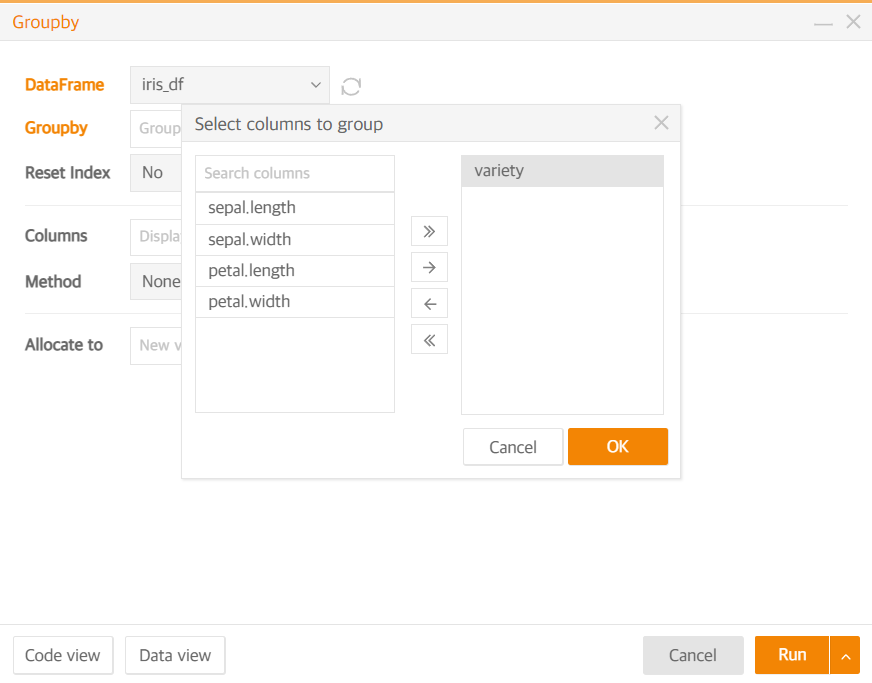 Groupby
DataFrame iris_df
Groupby Group
Select columns to group
Reset Index No
Search columns
variety
sepal.length
sepal.width
petal.length
petal.width
Columns Displa
Method None
Allocate to New v
Cancel OK
Code view Data view Cancel Run